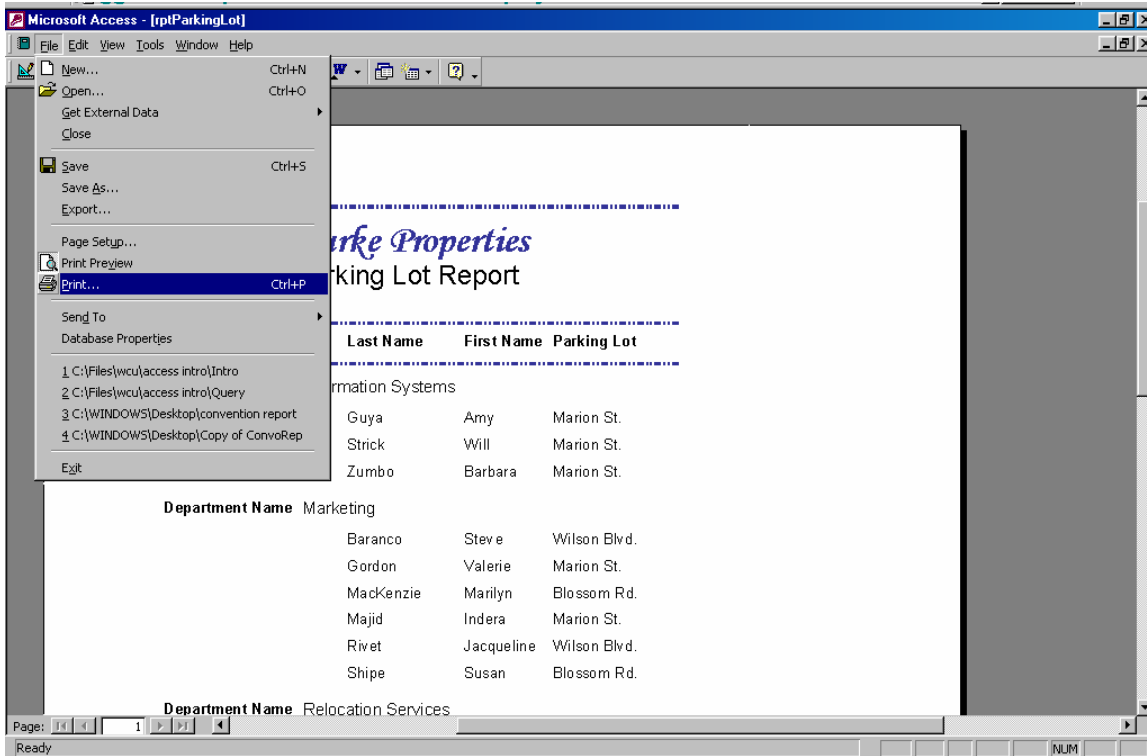 Microsoft Access - [rptParkingLot]
File Edit View Tools Window Help
New... Ctrl+N
Open... Ctrl+O
Get External Data
Close
Save Ctrl+S
Save As...
Export...
Page Setup...
Print Preview
Print... Ctrl+P
Send To
Database Properties
1 C:\Files\wcu\access intro\Intro
2 C:\Files\wcu\access intro\Query
3 C:\WINDOWS\Desktop\convention report
4 C:\WINDOWS\Desktop\Copy of ConvoRep
Exit
arke Properties
rking Lot Report
Last Name First Name Parking Lot
rmation Systems
Guya Amy Marion St.
Strick Will Marion St.
Zumbo Barbara Marion St.
Department Name Marketing
Baranco Steve Wilson Blvd.
Gordon Valerie Marion St.
MacKenzie Marilyn Blossom Rd.
Majid Indera Marion St.
Rivet Jacqueline Wilson Blvd.
Shipe Susan Blossom Rd.
Department Name Relocation Services
Page: 1
Ready NUM